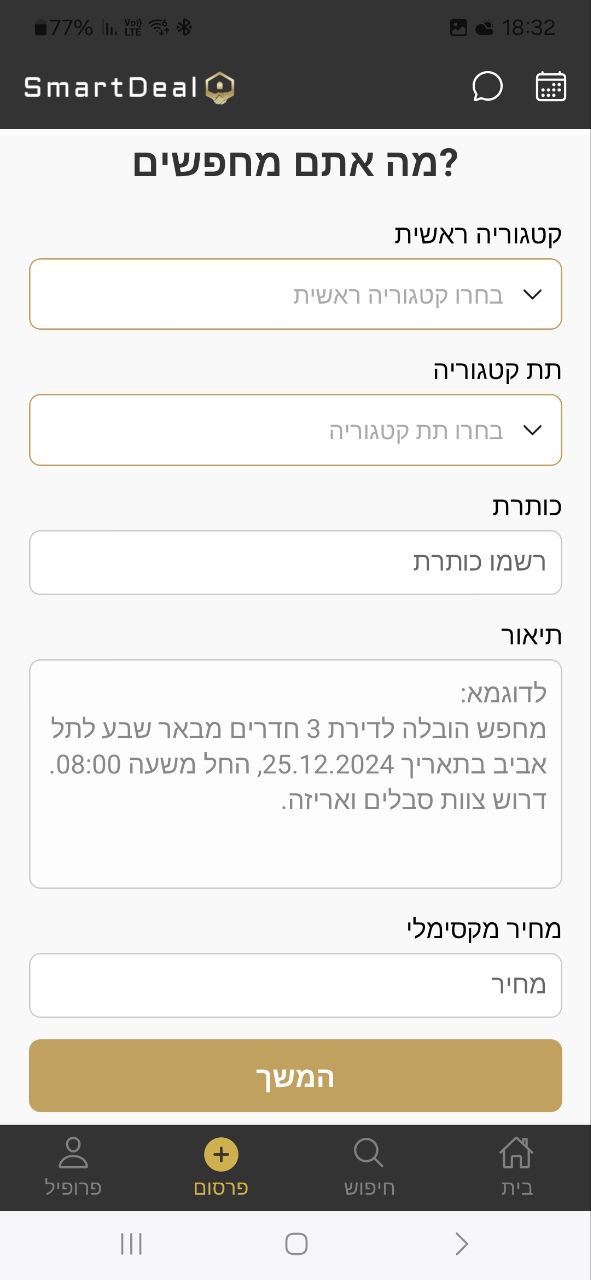 77%
Vo)) LTE
18:32
SmartDeal
?מה אתם מחפשים
קטגוריה ראשית
בחרו קטגוריה ראשית
תת קטגוריה
בחרו תת קטגוריה
כותרת
רשמו כותרת
תיאור
לדוגמא:
מחפש הובלה לדירת 3 חדרים מבאר שבע לתל
אביב בתאריך 25.12.2024, החל משעה 08:00.
דרוש צוות סבלים ואריזה.
מחיר מקסימלי
מחיר
המשך
בית
חיפוש
פרסום
פרופיל